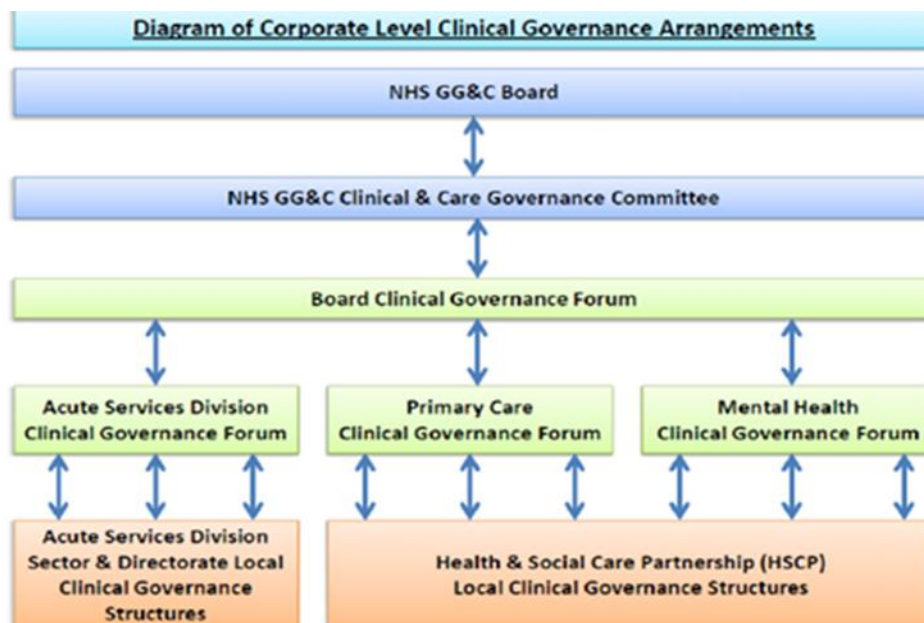 Diagram of Corporate Level Clinical Governance Arrangements
NHS GG&C Board
NHS GG&C Clinical & Care Governance Committee
Board Clinical Governance Forum
Acute Services Division
Clinical Governance Forum
Primary Care
Clinical Governance Forum
Mental Health
Clinical Governance Forum
Acute Services Division
Sector & Directorate Local
Clinical Governance
Structures
Health & Social Care Partnership (HSCP)
Local Clinical Governance Structures